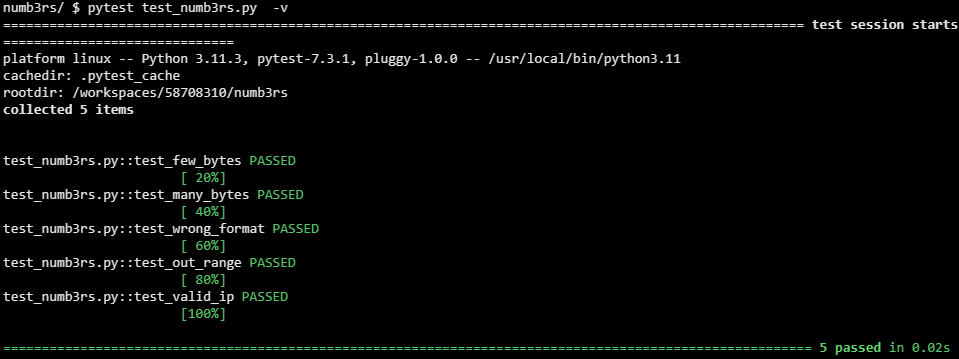 numb3rs/ $ pytest test_numb3rs.py  -v
======================================================================================================= test session starts
==============================
platform linux -- Python 3.11.3, pytest-7.3.1, pluggy-1.0.0 -- /usr/local/bin/python3.11
cachedir: .pytest_cache
rootdir: /workspaces/58708310/numb3rs
collected 5 items
test_numb3rs.py::test_few_bytes PASSED
[ 20%]
test_numb3rs.py::test_many_bytes PASSED
[ 40%]
test_numb3rs.py::test_wrong_format PASSED
[ 60%]
test_numb3rs.py::test_out_range PASSED
[ 80%]
test_numb3rs.py::test_valid_ip PASSED
[100%]
======================================================================================================== 5 passed in 0.02s